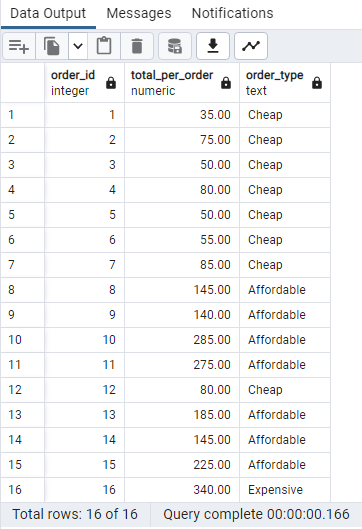 Data Output Messages Notifications
order_id integer total_per_order numeric order_type text
1 1 35.00 Cheap
2 2 75.00 Cheap
3 3 50.00 Cheap
4 4 80.00 Cheap
5 5 50.00 Cheap
6 6 55.00 Cheap
7 7 85.00 Cheap
8 8 145.00 Affordable
9 9 140.00 Affordable
10 10 285.00 Affordable
11 11 275.00 Affordable
12 12 80.00 Cheap
13 13 185.00 Affordable
14 14 145.00 Affordable
15 15 225.00 Affordable
16 16 340.00 Expensive
Total rows: 16 of 16 Query complete 00:00:00.166